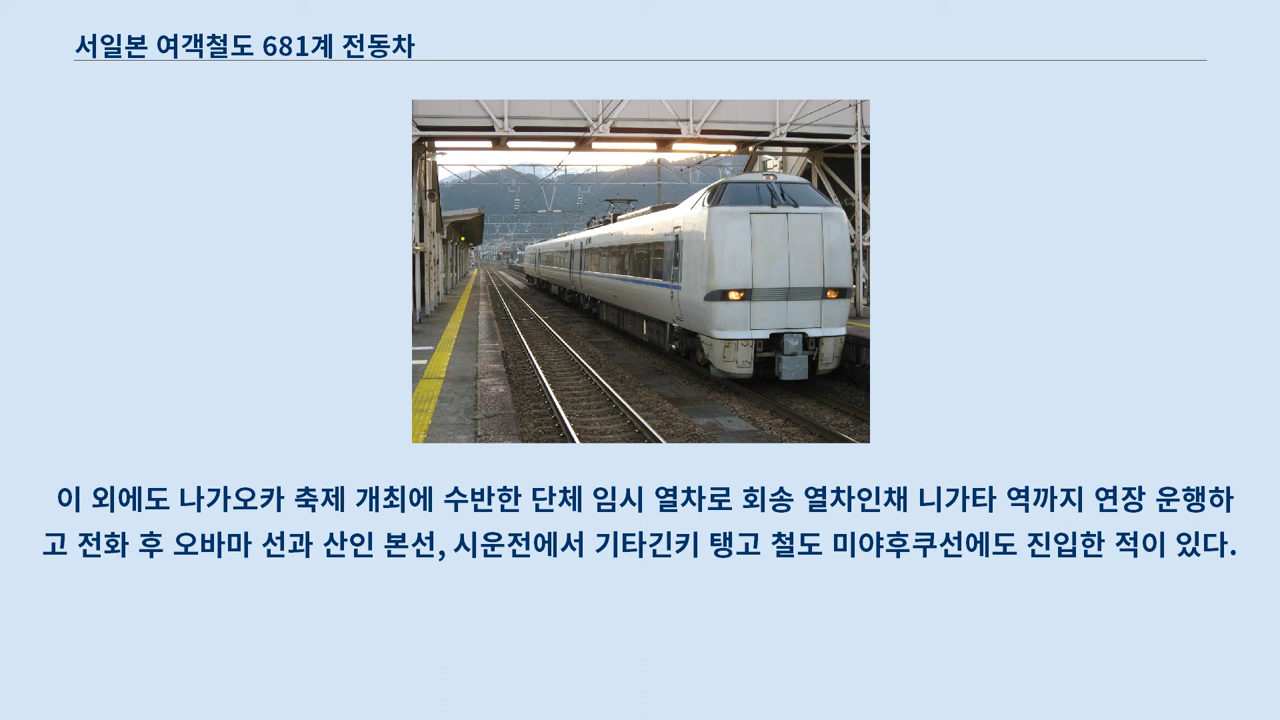 서일본 여객철도 681계 전동차
이 외에도 나가오카 축제 개최에 수반한 단체 임시 열차로 회송 열차인채 니가타 역까지 연장 운행하
고 전화 후 오바마 선과 산인 본선, 시운전에서 기타긴키 탱고 철도 미야후쿠선에도 진입한 적이 있다.